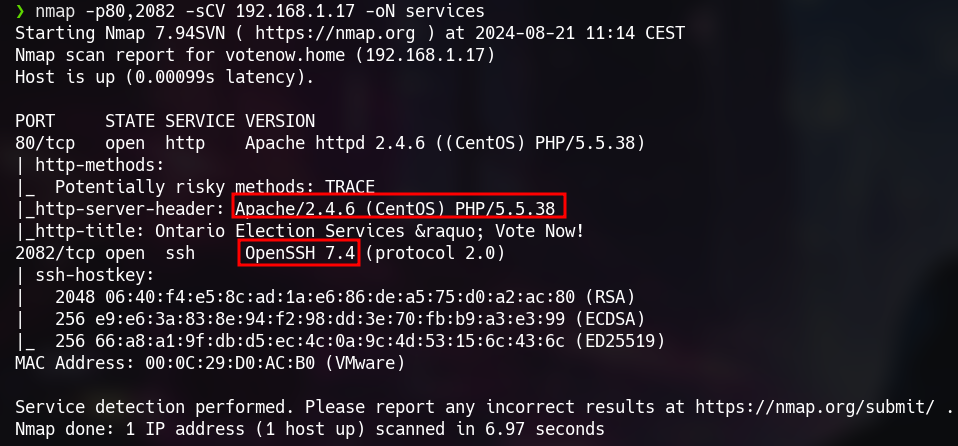 ❯ nmap -p80,2082 -sCV 192.168.1.17 -oN services
Starting Nmap 7.94SVN ( https://nmap.org ) at 2024-08-21 11:14 CEST
Nmap scan report for votenow.home (192.168.1.17)
Host is up (0.00099s latency).
PORT     STATE SERVICE VERSION
80/tcp   open  http    Apache httpd 2.4.6 ((CentOS) PHP/5.5.38)
| http-methods:
|_  Potentially risky methods: TRACE
|_http-server-header: Apache/2.4.6 (CentOS) PHP/5.5.38
|_http-title: Ontario Election Services &raquo; Vote Now!
2082/tcp open  ssh     OpenSSH 7.4 (protocol 2.0)
| ssh-hostkey:
|   2048 06:40:f4:e5:8c:ad:1a:e6:86:de:a5:75:d0:a2:ac:80 (RSA)
|   256 e9:e6:3a:83:8e:94:f2:98:dd:3e:70:fb:b9:a3:e3:99 (ECDSA)
|_  256 66:a8:a1:9f:db:d5:ec:4c:0a:9c:4d:53:15:6c:43:6c (ED25519)
MAC Address: 00:0C:29:D0:AC:B0 (VMware)
Service detection performed. Please report any incorrect results at https://nmap.org/submit/ .
Nmap done: 1 IP address (1 host up) scanned in 6.97 seconds